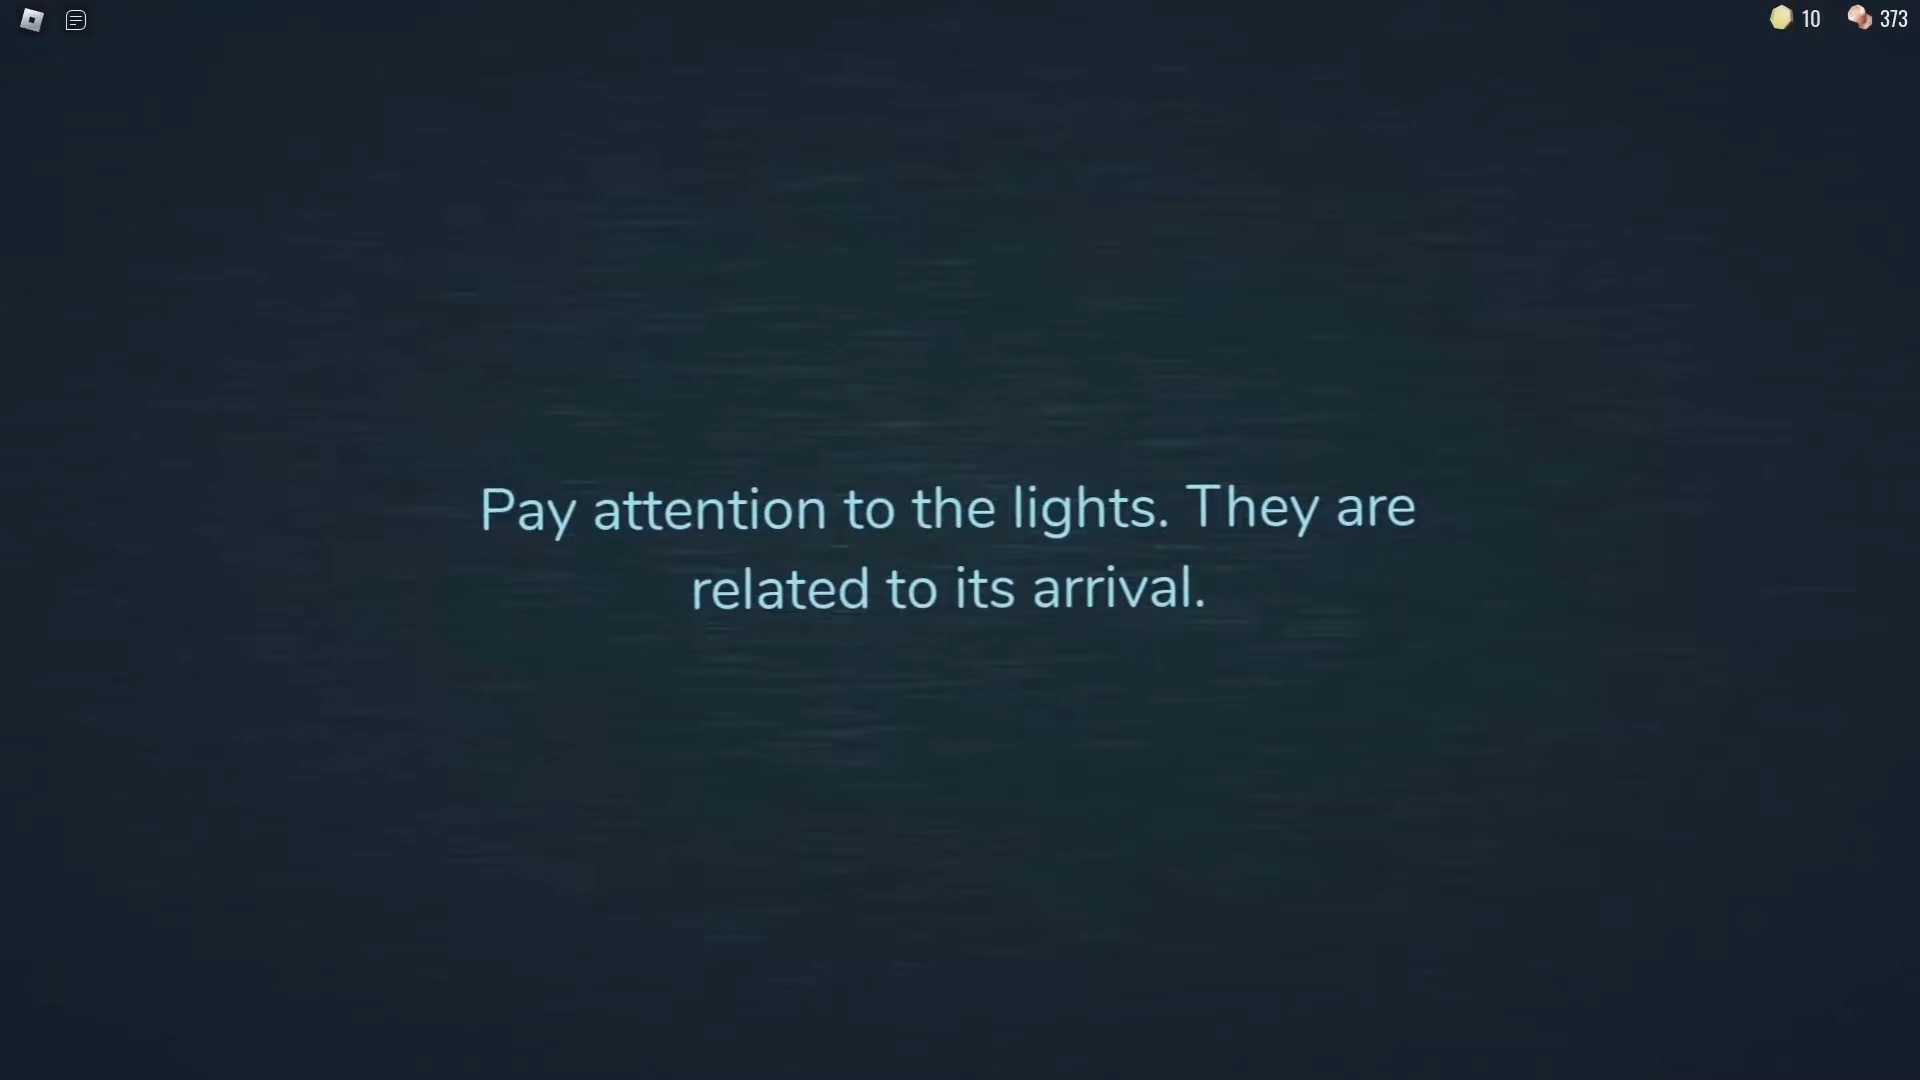 10 373
Pay attention to the lights. They are
related to its arrival.